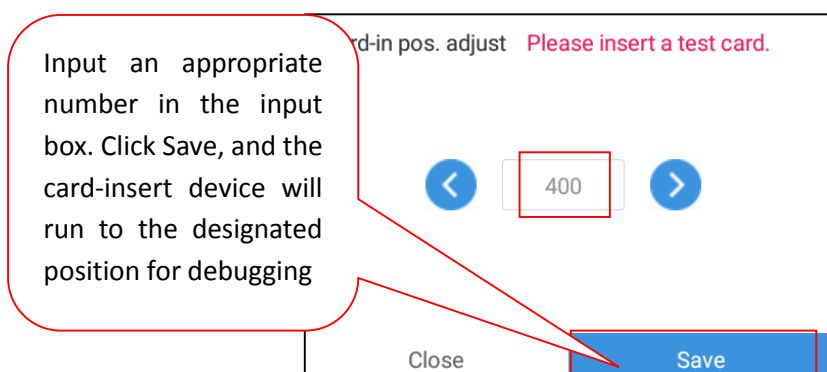 Input an appropriate
number in the input
box. Click Save, and the
card-insert device will
run to the designated
position for debugging
rd-in pos. adjust Please insert a test card.
400
Close Save